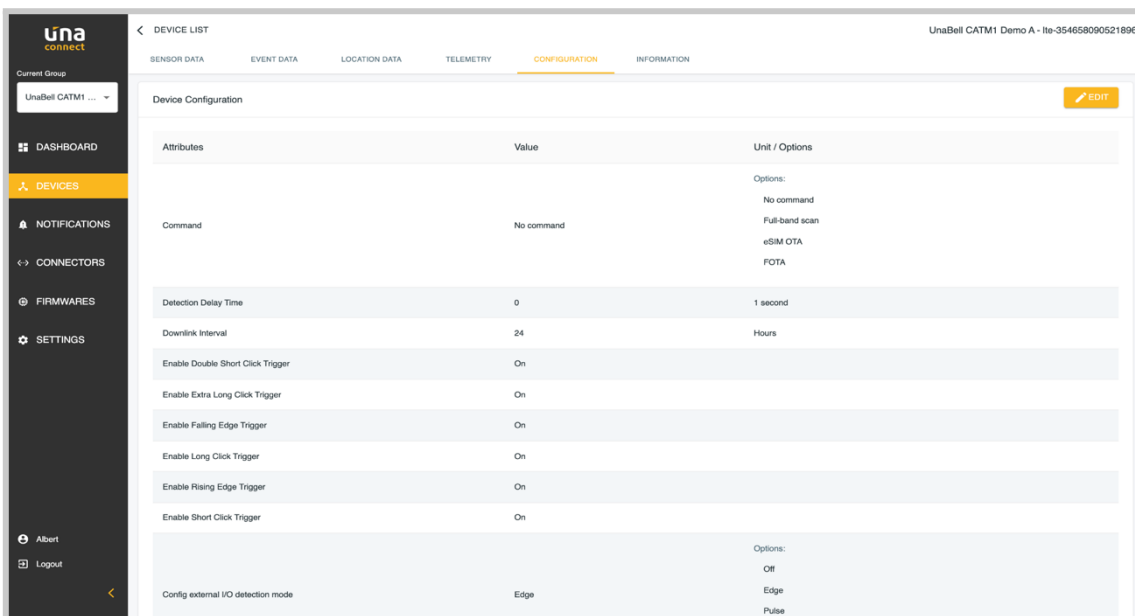 una
connect
Current Group
UnaBell CATM1 ...
DASHBOARD
DEVICES
NOTIFICATIONS
CONNECTORS
FIRMWARES
SETTINGS
Albert
Logout
DEVICE LIST
UnaBell CATM1 Demo A - lte-354658090521896
SENSOR DATA EVENT DATA LOCATION DATA TELEMETRY CONFIGURATION INFORMATION
Device Configuration
EDIT
Attributes Value Unit / Options
Options:
No command
Full-band scan
Command No command
eSIM OTA
FOTA
Detection Delay Time 0 1 second
Downlink Interval 24 Hours
Enable Double Short Click Trigger On
Enable Extra Long Click Trigger On
Enable Falling Edge Trigger On
Enable Long Click Trigger On
Enable Rising Edge Trigger On
Enable Short Click Trigger On
Options:
Off
Config external I/O detection mode Edge Edge
Pulse